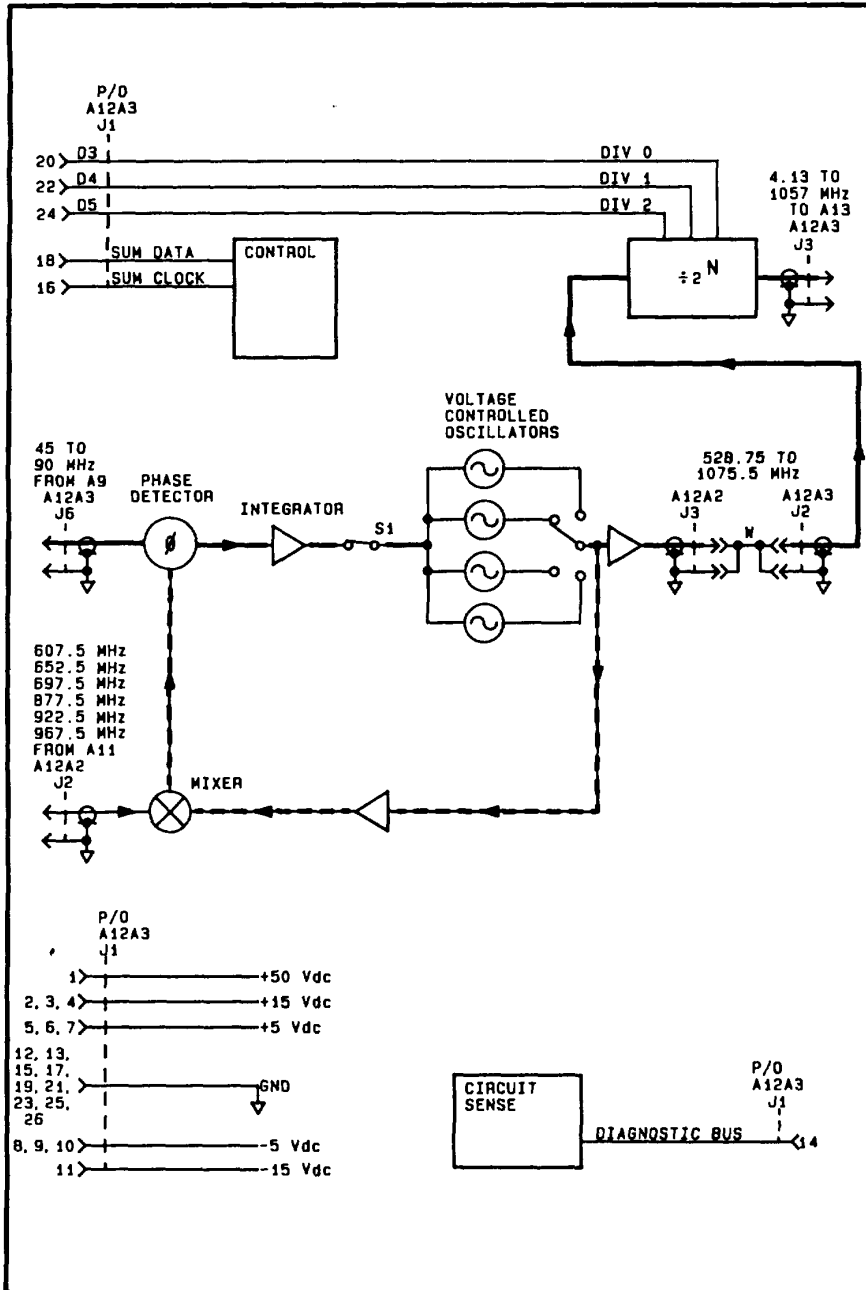 P/O
A12A3
J1
20 D3 DIV 0
22 D4 DIV 1
24 D5 DIV 2
18 SUM DATA
16 SUM CLOCK
CONTROL
÷2 N
4.13 TO
1057 MHz
TO A13
A12A3
J3
45 TO
90 MHz
FROM A9
A12A3
J6
PHASE
DETECTOR
ø
INTEGRATOR
S1
VOLTAGE
CONTROLLED
OSCILLATORS
528.75 TO
1075.5 MHz
A12A2
J3
W
A12A3
J2
607.5 MHz
652.5 MHz
697.5 MHz
877.5 MHz
922.5 MHz
967.5 MHz
FROM A11
A12A2
J2
MIXER
P/O
A12A3
J1
1 +50 Vdc
2, 3, 4 +15 Vdc
5, 6, 7 +5 Vdc
12, 13,
15, 17,
19, 21, GND
23, 25,
26
8, 9, 10 -5 Vdc
11 -15 Vdc
CIRCUIT
SENSE
DIAGNOSTIC BUS
P/O
A12A3
J1
14